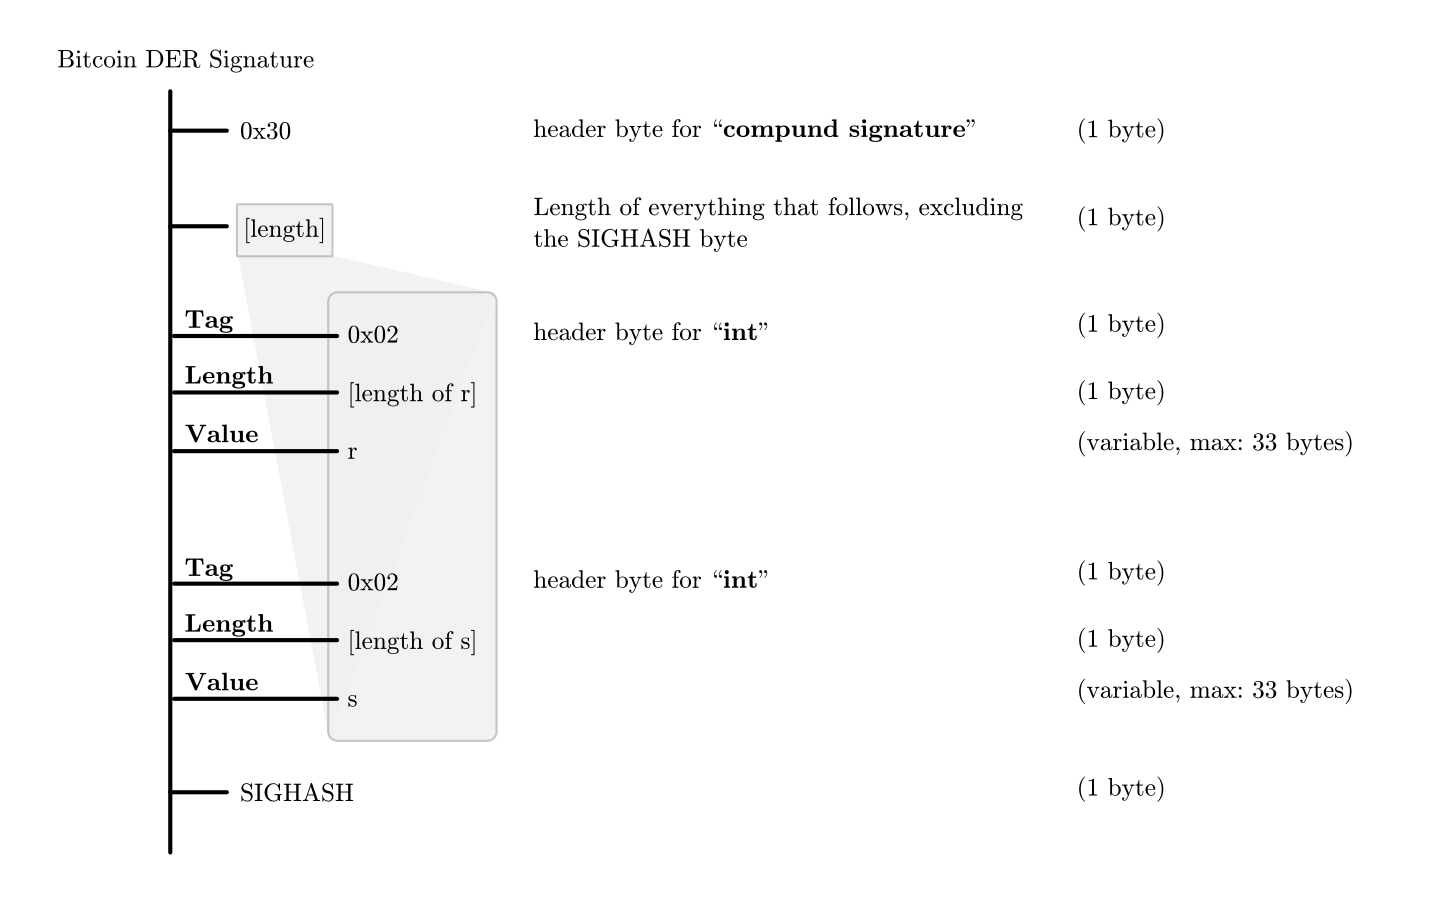 Bitcoin DER Signature
0x30 header byte for “compund signature” (1 byte)
[length] Length of everything that follows, excluding (1 byte)
the SIGHASH byte
Tag 0x02 header byte for “int” (1 byte)
Length [length of r] (1 byte)
Value r (variable, max: 33 bytes)
Tag 0x02 header byte for “int” (1 byte)
Length [length of s] (1 byte)
Value s (variable, max: 33 bytes)
SIGHASH (1 byte)